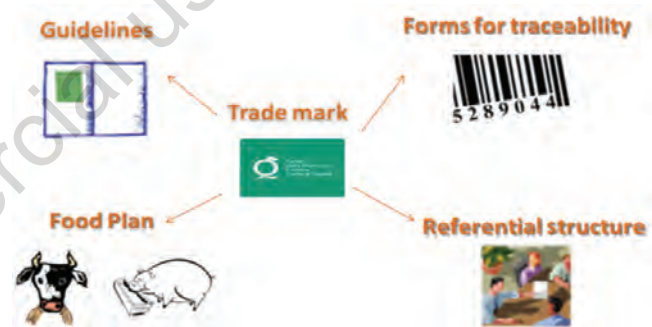 Guidelines
Forms for traceability
5289044
Trade mark
Food Plan
Referential structure